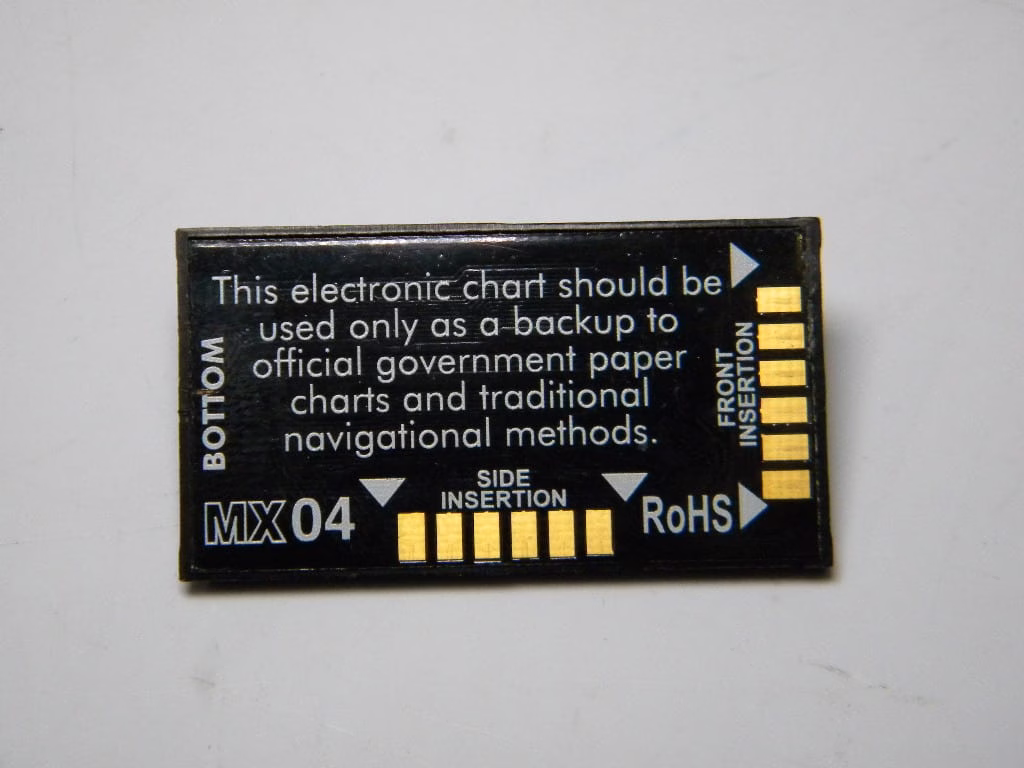 This electronic chart should be
used only as a backup to
official government paper
charts and traditional
navigational methods.
BOTTOM
FRONT
INSERTION
SIDE
INSERTION
MX04
RoHS